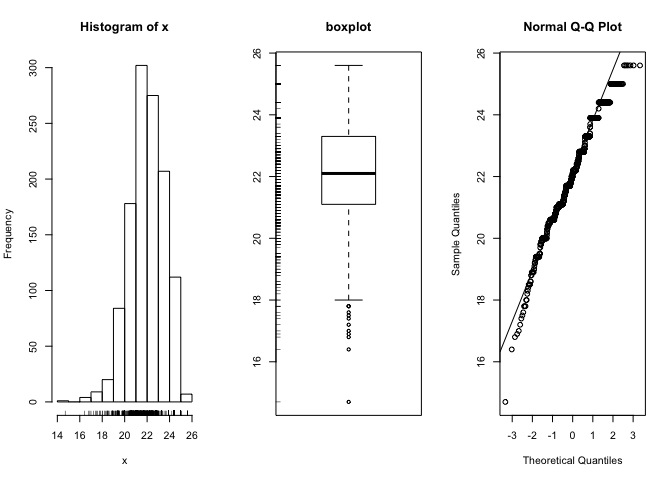 Histogram of x
Frequency
0
50
100
150
200
250
300
14 16 18 20 22 24 26
x
boxplot
16
18
20
22
24
26
Normal Q-Q Plot
Sample Quantiles
16
18
20
22
24
26
-3 -2 -1 0 1 2 3
Theoretical Quantiles